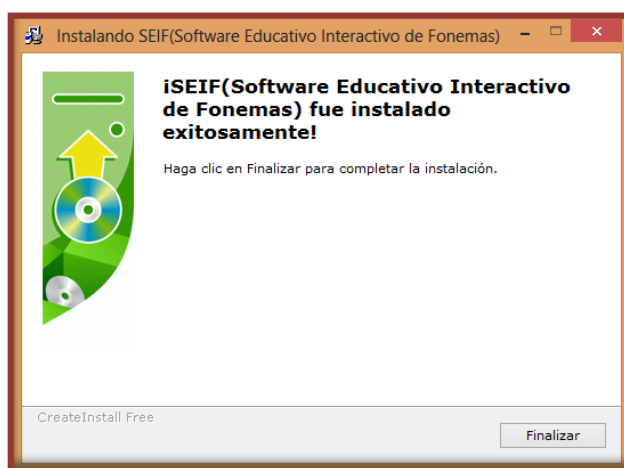 Instalando SEIF(Software Educativo Interactivo de Fonemas)
¡SEIF(Software Educativo Interactivo
de Fonemas) fue instalado
exitosamente!
Haga clic en Finalizar para completar la instalación.
CreateInstall Free
Finalizar